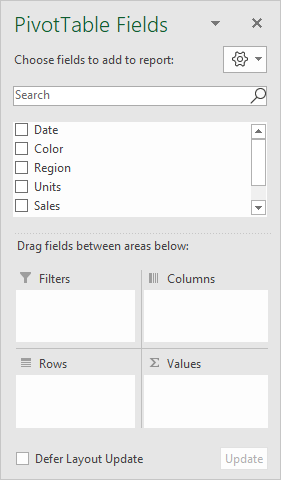 PivotTable Fields
Choose fields to add to report:
Search
Date
Color
Region
Units
Sales
Drag fields between areas below:
Filters
Columns
Rows
Values
Defer Layout Update
Update